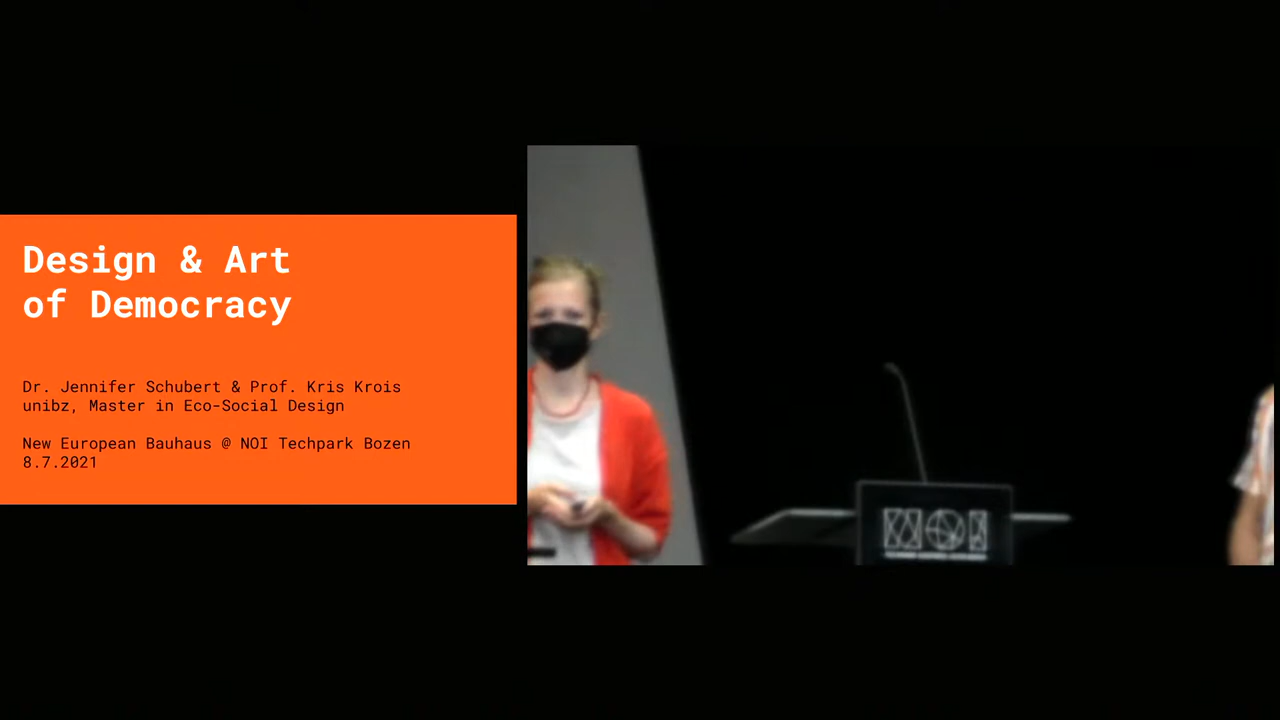 Design & Art
of Democracy
Dr. Jennifer Schubert & Prof. Kris Krois
unibz, Master in Eco-Social Design
New European Bauhaus @ NOI Techpark Bozen
8.7.2021
NOI